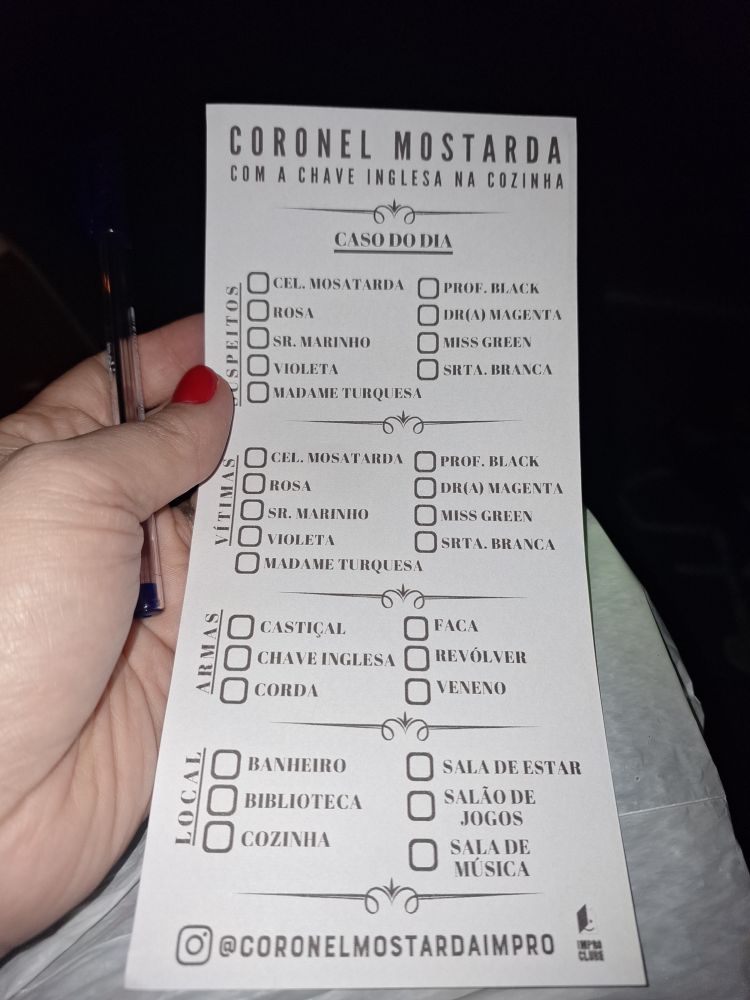 CORONEL MOSTARDA
COM A CHAVE INGLESA NA COZINHA
CASO DO DIA
SUSPEITOS
CEL. MOSATARDA
PROF. BLACK
ROSA
DR(A) MAGENTA
SR. MARINHO
MISS GREEN
VIOLETA
SRTA. BRANCA
MADAME TURQUESA
VÍTIMAS
CEL. MOSATARDA
PROF. BLACK
ROSA
DR(A) MAGENTA
SR. MARINHO
MISS GREEN
VIOLETA
SRTA. BRANCA
MADAME TURQUESA
ARMAS
CASTIÇAL
FACA
CHAVE INGLESA
REVÓLVER
CORDA
VENENO
LOCAL
BANHEIRO
SALA DE ESTAR
BIBLIOTECA
SALÃO DE
JOGOS
COZINHA
SALA DE
MÚSICA
@CORONELMOSTARDAIMPRO
IMPRO
CLUBE